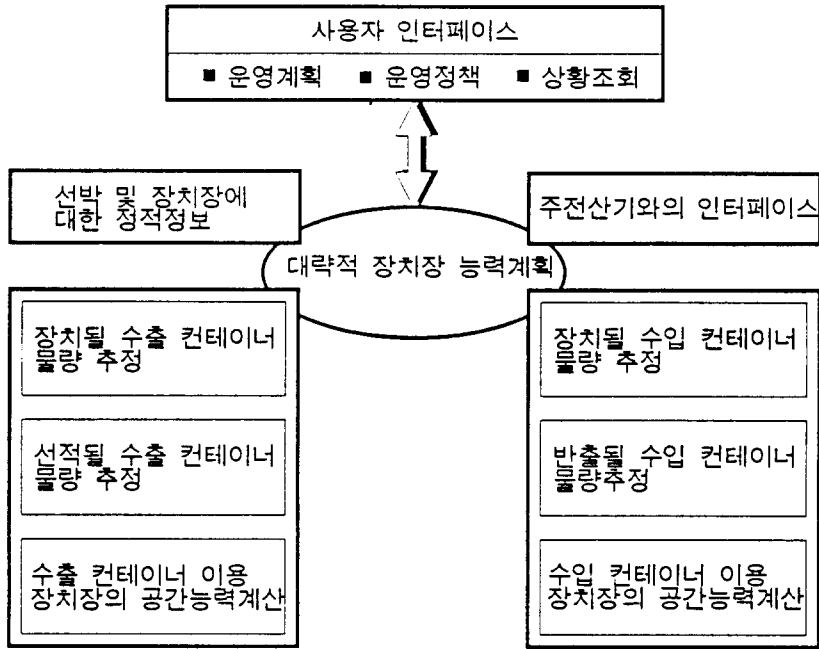 사용자 인터페이스
■ 운영계획 ■ 운영정책 ■ 상황조회
선박 및 장치장에
대한 정적정보
주전산기와의 인터페이스
대략적 장치장 능력계획
장치될 수출 컨테이너
물량 추정
선적될 수출 컨테이너
물량 추정
수출 컨테이너 이용
장치장의 공간능력계산
장치될 수입 컨테이너
물량 추정
반출될 수입 컨테이너
물량추정
수입 컨테이너 이용
장치장의 공간능력계산